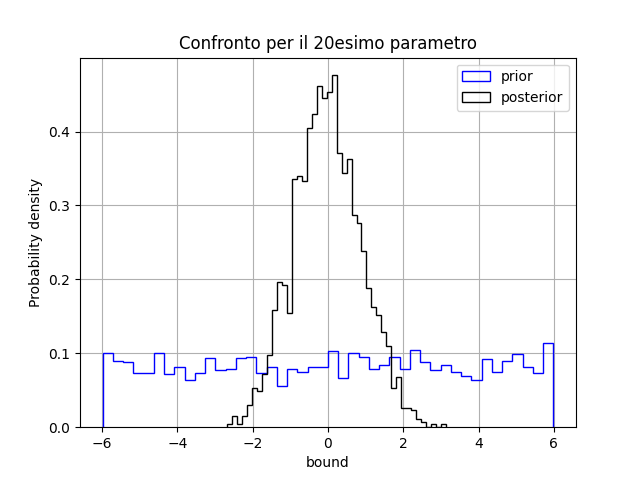 Confronto per il 20esimo parametro
prior
posterior
Probability density
0.4
0.3
0.2
0.1
0.0
−6
−4
−2
0
2
4
6
bound